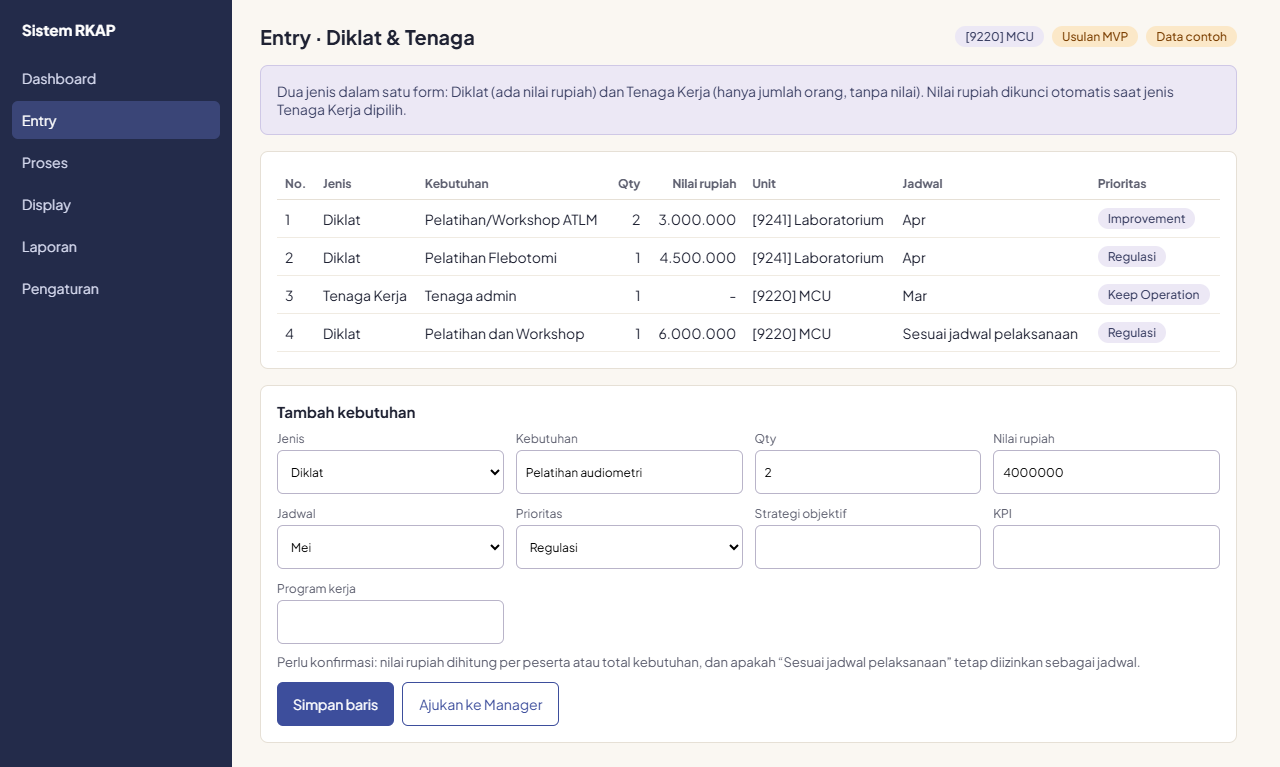 Sistem RKAP
Dashboard
Entry
Proses
Display
Laporan
Pengaturan
Entry · Diklat & Tenaga
[9220] MCU
Usulan MVP
Data contoh
Dua jenis dalam satu form: Diklat (ada nilai rupiah) dan Tenaga Kerja (hanya jumlah orang, tanpa nilai). Nilai rupiah dikunci otomatis saat jenis
Tenaga Kerja dipilih.
No. Jenis Kebutuhan Qty Nilai rupiah Unit Jadwal Prioritas
1 Diklat Pelatihan/Workshop ATLM 2 3.000.000 [9241] Laboratorium Apr Improvement
2 Diklat Pelatihan Flebotomi 1 4.500.000 [9241] Laboratorium Apr Regulasi
3 Tenaga Kerja Tenaga admin 1 - [9220] MCU Mar Keep Operation
4 Diklat Pelatihan dan Workshop 1 6.000.000 [9220] MCU Sesuai jadwal pelaksanaan Regulasi
Tambah kebutuhan
Jenis Kebutuhan Qty Nilai rupiah
Diklat Pelatihan audiometri 2 4000000
Jadwal Prioritas Strategi objektif KPI
Mei Regulasi
Program kerja
Perlu konfirmasi: nilai rupiah dihitung per peserta atau total kebutuhan, dan apakah “Sesuai jadwal pelaksanaan” tetap diizinkan sebagai jadwal.
Simpan baris Ajukan ke Manager